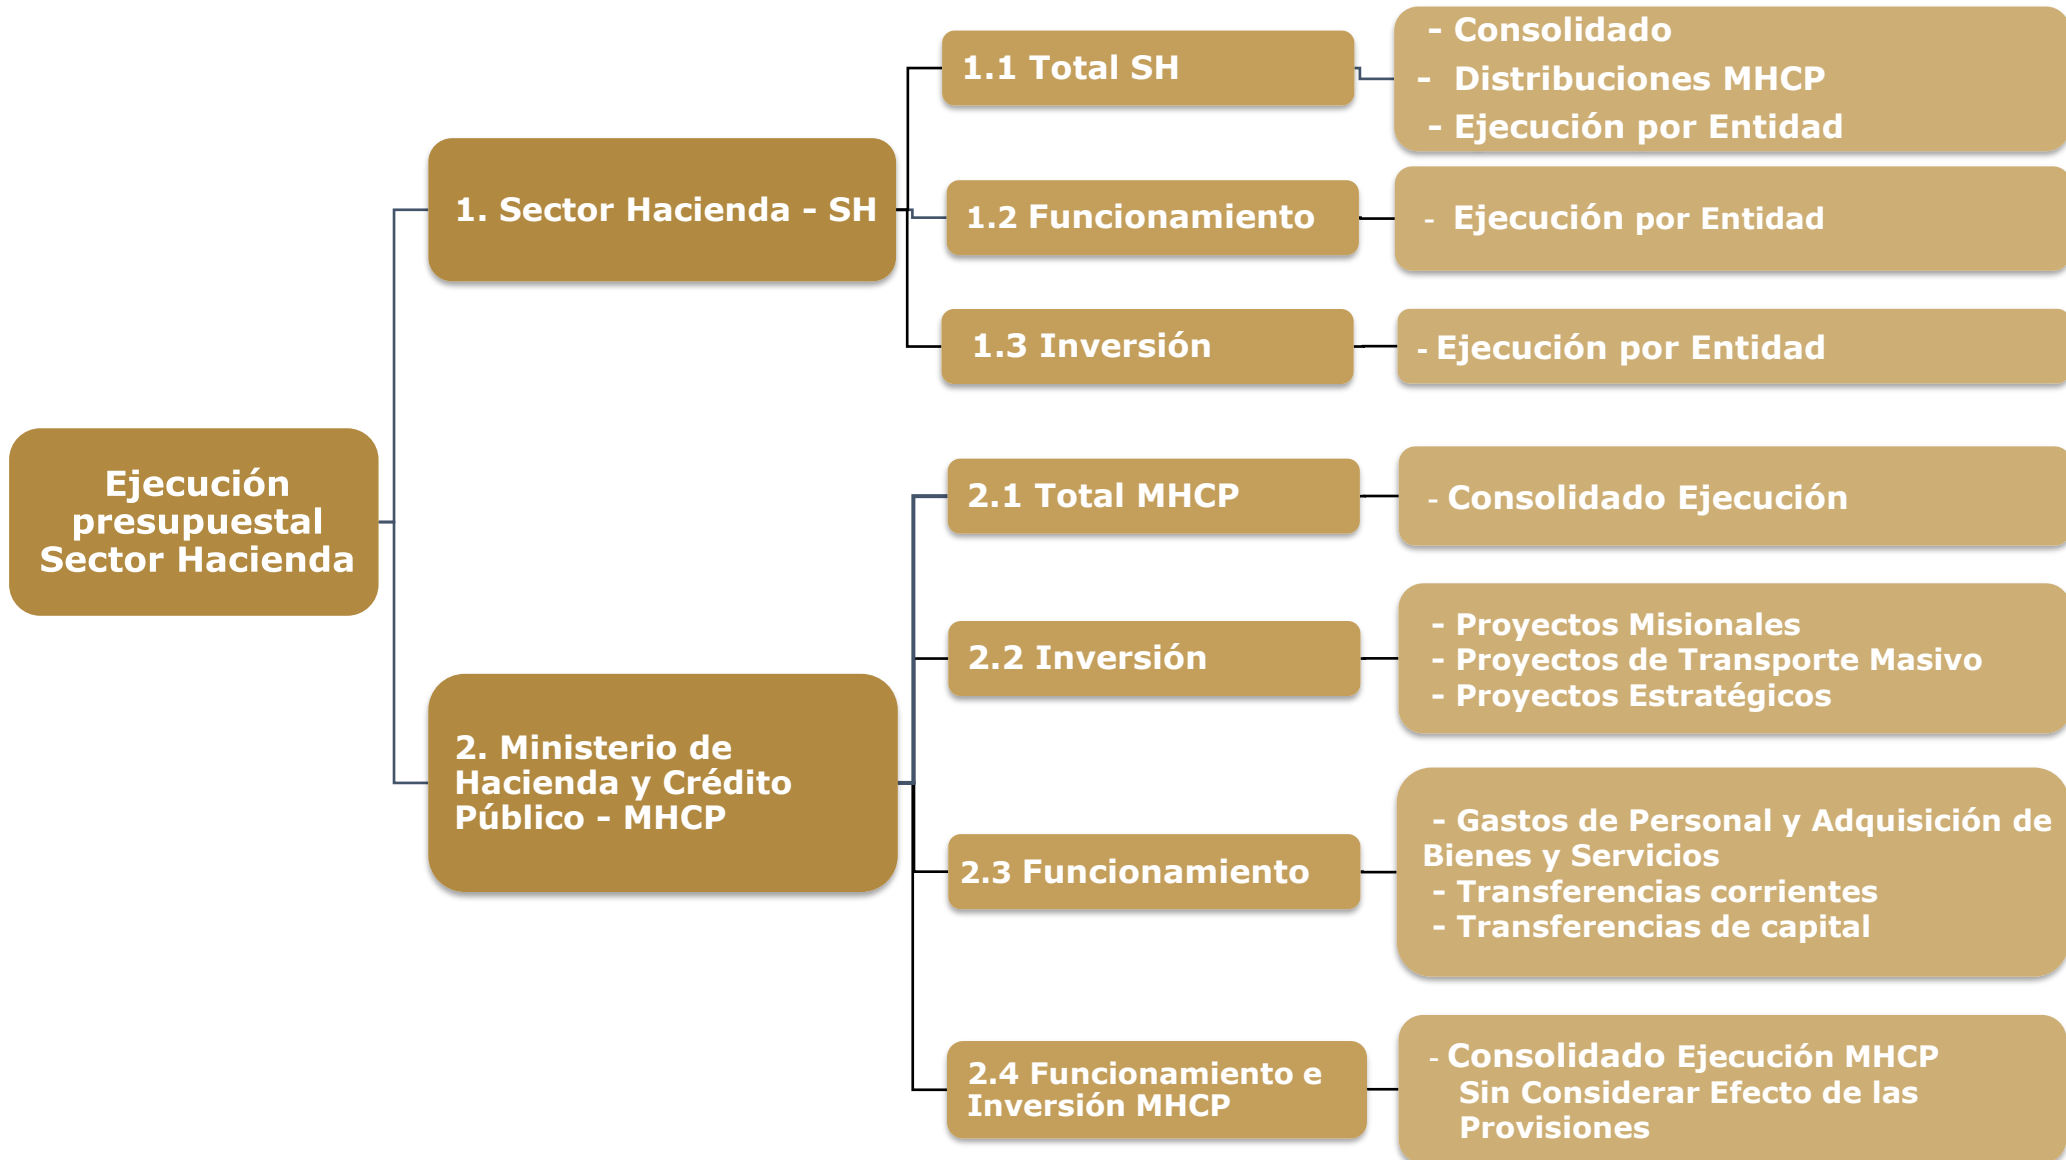 Ejecución
presupuestal
Sector Hacienda
1. Sector Hacienda – SH
1.1 Total SH
- Consolidado
- Distribuciones MHCP
- Ejecución por Entidad
1.2 Funcionamiento
- Ejecución por Entidad
1.3 Inversión
- Ejecución por Entidad
2. Ministerio de
Hacienda y Crédito
Público – MHCP
2.1 Total MHCP
- Consolidado Ejecución
2.2 Inversión
- Proyectos Misionales
- Proyectos de Transporte Masivo
- Proyectos Estratégicos
2.3 Funcionamiento
- Gastos de Personal y Adquisición de
Bienes y Servicios
- Transferencias corrientes
- Transferencias de capital
2.4 Funcionamiento e
Inversión MHCP
- Consolidado Ejecución MHCP
Sin Considerar Efecto de las
Provisiones